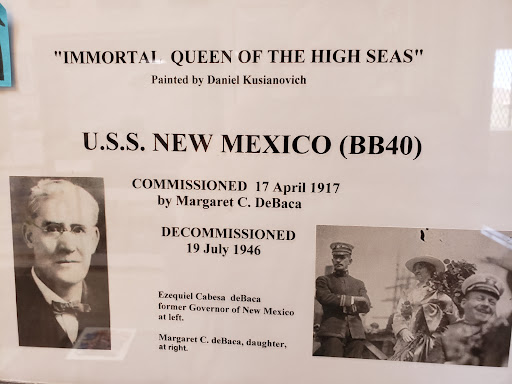 "IMMORTAL QUEEN OF THE HIGH SEAS"
Painted by Daniel Kusianovich
U.S.S. NEW MEXICO (BB40)
COMMISSIONED 17 April 1917
by Margaret C. DeBaca
DECOMMISSIONED
19 July 1946
Ezequiel Cabesa deBaca
former Governor of New Mexico
at left.
Margaret C. deBaca, daughter,
at right.